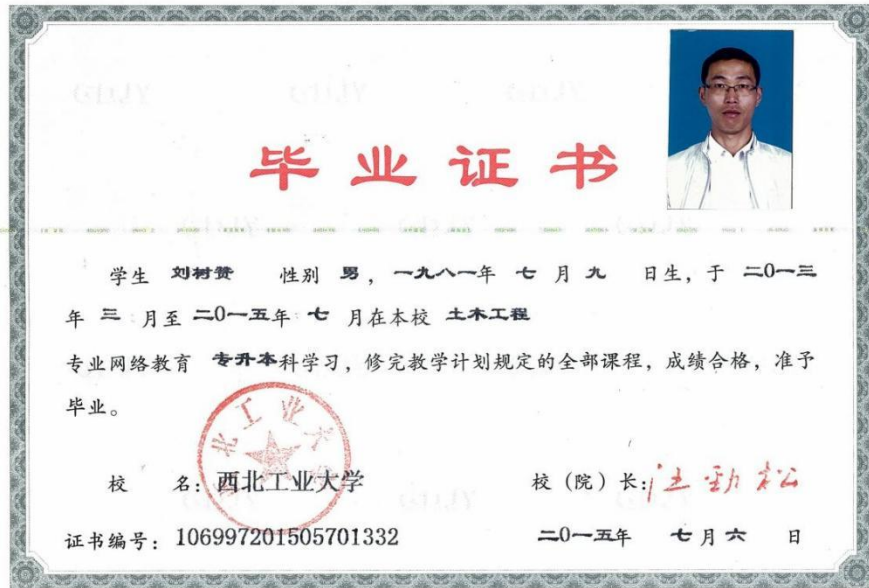 毕业证书
学生 刘树赞 性别 男，一九八一年 七 月 九 日生，于 二0一三
年 三 月至 二0一五年 七 月在本校 土木工程
专业网络教育 专升本科学习，修完教学计划规定的全部课程，成绩合格，准予
毕业。
校 名：西北工业大学
校（院）长：汪劲松
证书编号：106997201505701332
二0一五年 七月六 日